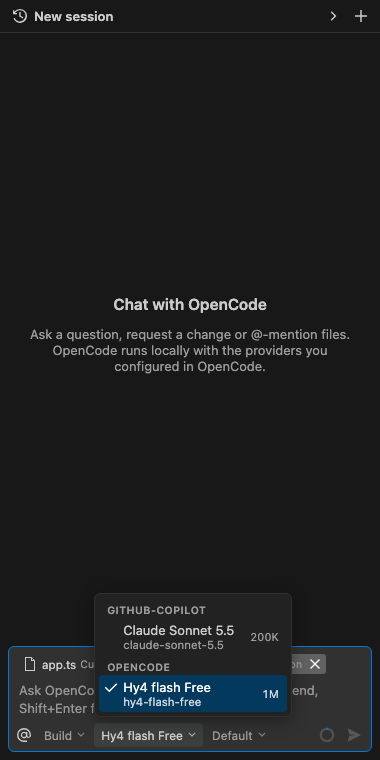 New session
Chat with OpenCode
Ask a question, request a change or @-mention files.
OpenCode runs locally with the providers you
configured in OpenCode.
GITHUB-COPILOT
Claude Sonnet 5.5
claude-sonnet-5.5
200K
OPENCODE
Hy4 flash Free
hy4-flash-free
1M
app.ts
Ask OpenCo end,
Shift+Enter f
@ Build Hy4 flash Free Default